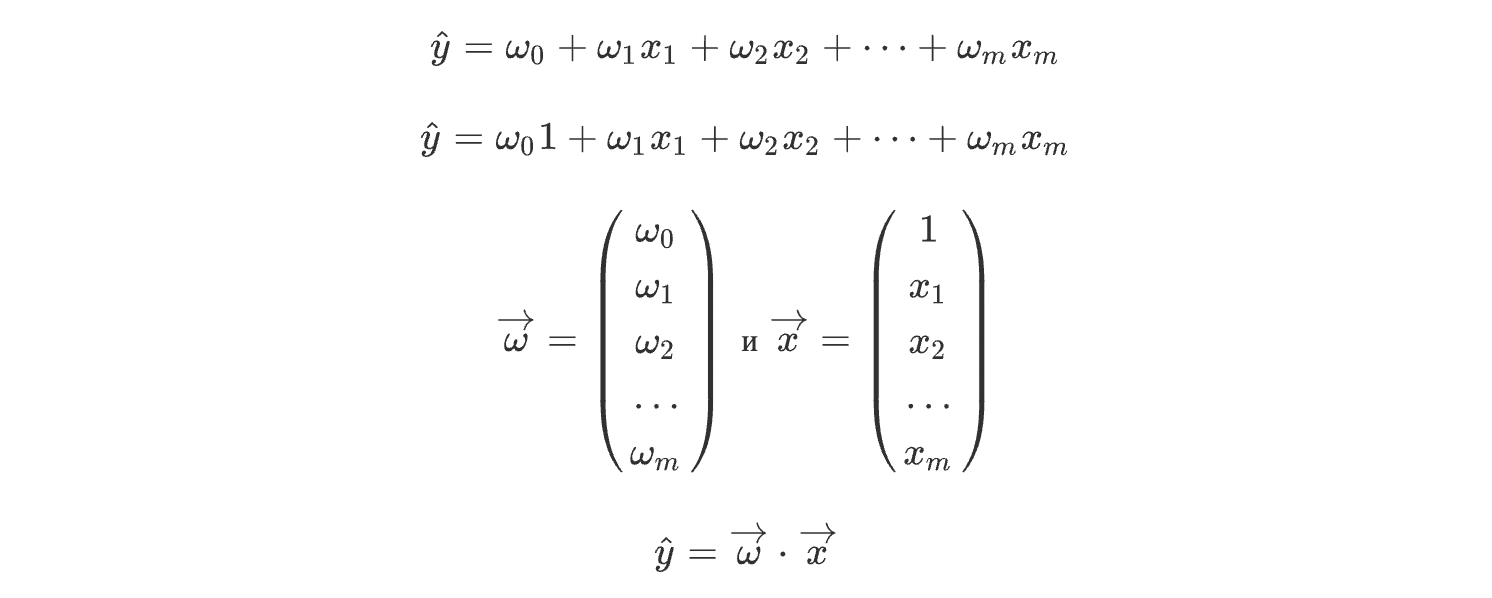 ŷ = ω₀ + ω₁x₁ + ω₂x₂ + ··· + ωₘxₘ
ŷ = ω₀1 + ω₁x₁ + ω₂x₂ + ··· + ωₘxₘ
ω⃗ = (ω₀ ω₁ ω₂ ... ωₘ) и x⃗ = (1 x₁ x₂ ... xₘ)
ŷ = ω⃗ · x⃗